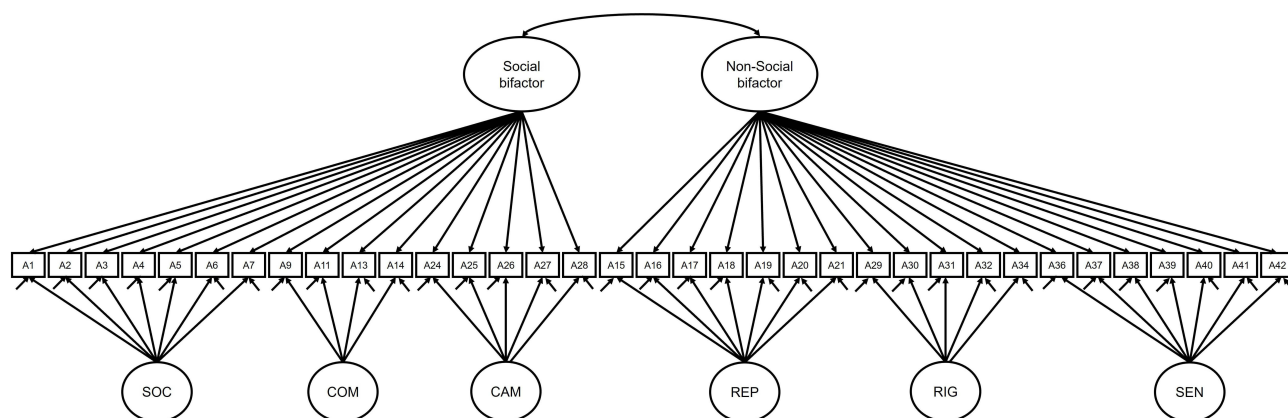 Social
bifactor
Non-Social
bifactor
A1 A2 A3 A4 A5 A6 A7 A9 A11 A13 A14 A24 A25 A26 A27 A28 A15 A16 A17 A18 A19 A20 A21 A29 A30 A31 A32 A34 A36 A37 A38 A39 A40 A41 A42
SOC COM CAM REP RIG SEN